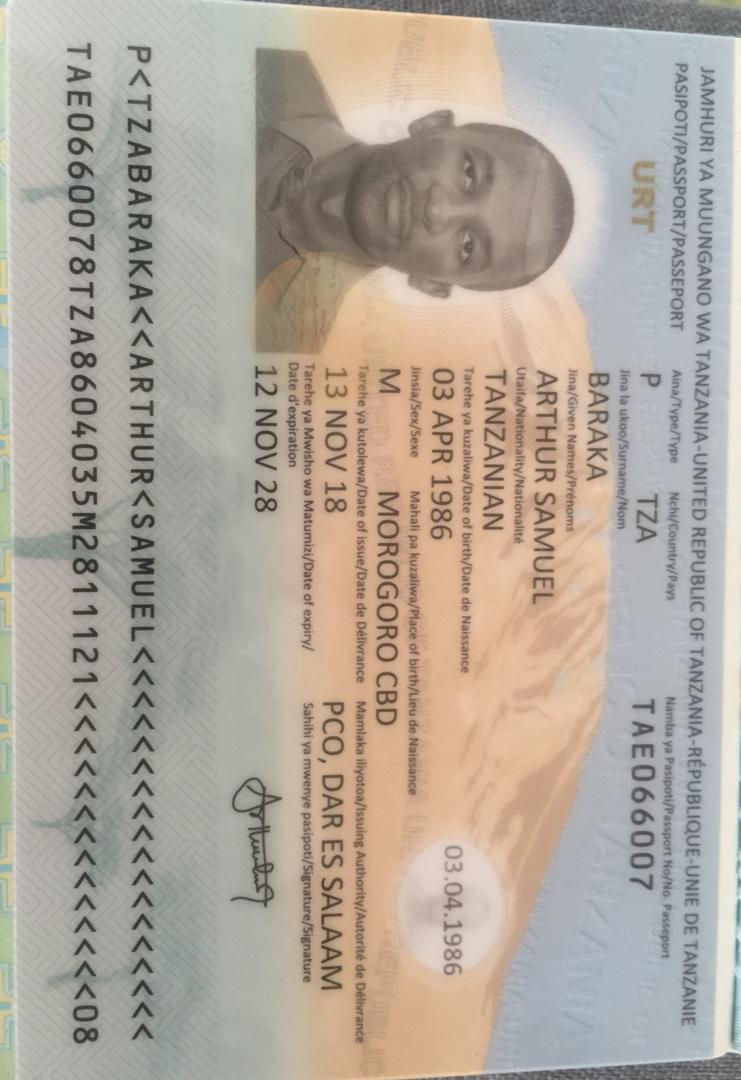 JAMHURI YA MUUNGANO WA TANZANIA-UNITED REPUBLIC OF TANZANIA-RÉPUBLIQUE-UNIE DE TANZANIE
PASIPOTI/PASSPORT/PASSEPORT
Aina/Type/Type Nchi/Country/Pays Namba ya Pasipoti/Passport No/No. Passeport
URT P TZA TAE066007
Jina la ukoo/Surname/Nom
BARAKA
Jina/Given Names/Prénoms
ARTHUR SAMUEL
Utaifa/Nationality/Nationalité
TANZANIAN
Tarehe ya kuzaliwa/Date of birth/Date de Naissance
03 APR 1986 03.04.1986
Jinsia/Sex/Sexe Mahali pa kuzaliwa/Place of birth/Lieu de Naissance
M MOROGORO CBD
Tarehe ya kutolewa/Date of issue/Date de Délivrance Mamlaka iliyotoa/Issuing Authority/Autorité de Délivrance
13 NOV 18 PCO, DAR ES SALAAM
Tarehe ya Mwisho wa Matumizi/Date of expiry/ Sahihi ya mwenye pasipoti/Signature/Signature
Date d'expiration
12 NOV 28
P<TZABARAKA<<ARTHUR<SAMUEL<<<<<<<<<<<<<<<<<<
TAE0660078TZA8604035M2811121<<<<<<<<<<<<<<08